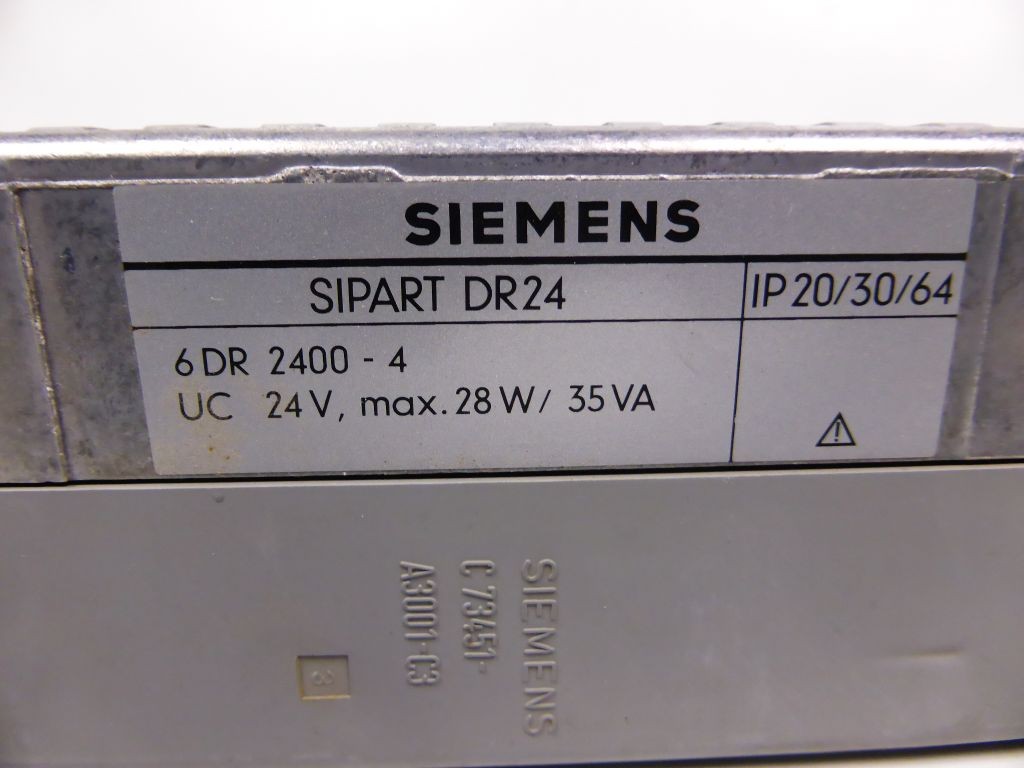 SIEMENS
SIPART DR24
IP 20/30/64
6 DR 2400 - 4
UC 24 V, max. 28 W/ 35 VA
SIEMENS
C 73451-
A3001-C3
3